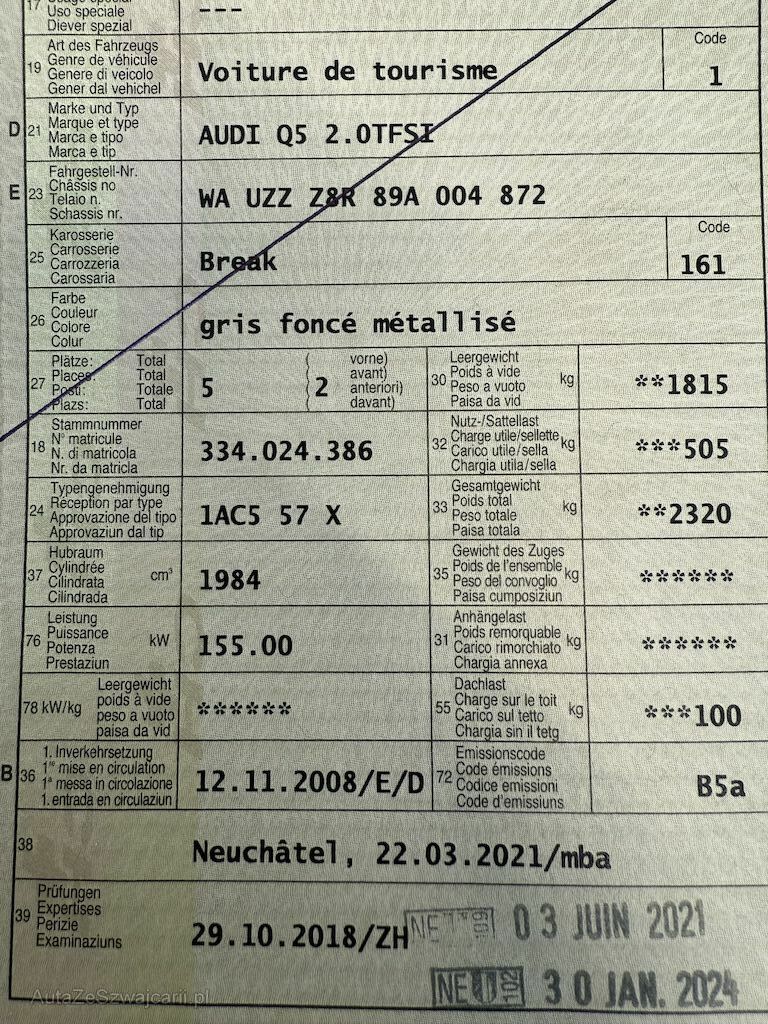 17 Uso speciale
Diever spezial
---
19 Art des Fahrzeugs
Genre de véhicule
Genere di veicolo
Gener dal vehichel
Voiture de tourisme
Code
1
D 21 Marke und Typ
Marque et type
Marca e tipo
Marca e tip
AUDI Q5 2.0TFSI
E 23 Fahrgestell-Nr.
Châssis no
Telaio n.
Schassis nr.
WA UZZ Z8R 89A 004 872
25 Karosserie
Carrosserie
Carrozzeria
Carossaria
Break
Code
161
26 Farbe
Couleur
Colore
Colur
gris foncé métallisé
27 Plätze: Total
Places: Total
Posti: Totale
Plazs: Total
5
( vorne)
avant)
2 anteriori)
( davant)
30 Leergewicht
Poids à vide
Peso a vuoto
Paisa da vid
kg
**1815
18 Stammnummer
N° matricule
N. di matricola
Nr. da matricla
334.024.386
32 Nutz-/Sattellast
Charge utile/sellette
Carico utile/sella
Chargia utila/sella
kg
***505
24 Typengenehmigung
Réception par type
Approvazione del tipo
Approvaziun dal tip
1AC5 57 X
33 Gesamtgewicht
Poids total
Peso totale
Paisa totala
kg
**2320
37 Hubraum
Cylindrée
Cilindrata
Cilindrada
cm³
1984
35 Gewicht des Zuges
Poids de l'ensemble
Peso del convoglio
Paisa cumposiziun
kg
******
76 Leistung
Puissance
Potenza
Prestaziun
kW
155.00
31 Anhängelast
Poids remorquable
Carico rimorchiato
Chargia annexa
kg
******
78 kW/kg
Leergewicht
poids à vide
peso a vuoto
paisa da vid
******
55 Dachlast
Charge sur le toit
Carico sul tetto
Chargia sin il tetg
kg
***100
B 36 1. Inverkehrsetzung
1re mise en circulation
1a messa in circolazione
1. entrada en circulaziun
12.11.2008/E/D
72 Emissionscode
Code émissions
Codice emissioni
Code d'emissiuns
B5a
38
Neuchâtel, 22.03.2021/mba
39 Prüfungen
Expertises
Perizie
Examinaziuns
29.10.2018/ZH
NE 03 JUIN 2021
NE 102 30 JAN. 2024
AutaZeSzwajcarii.pl